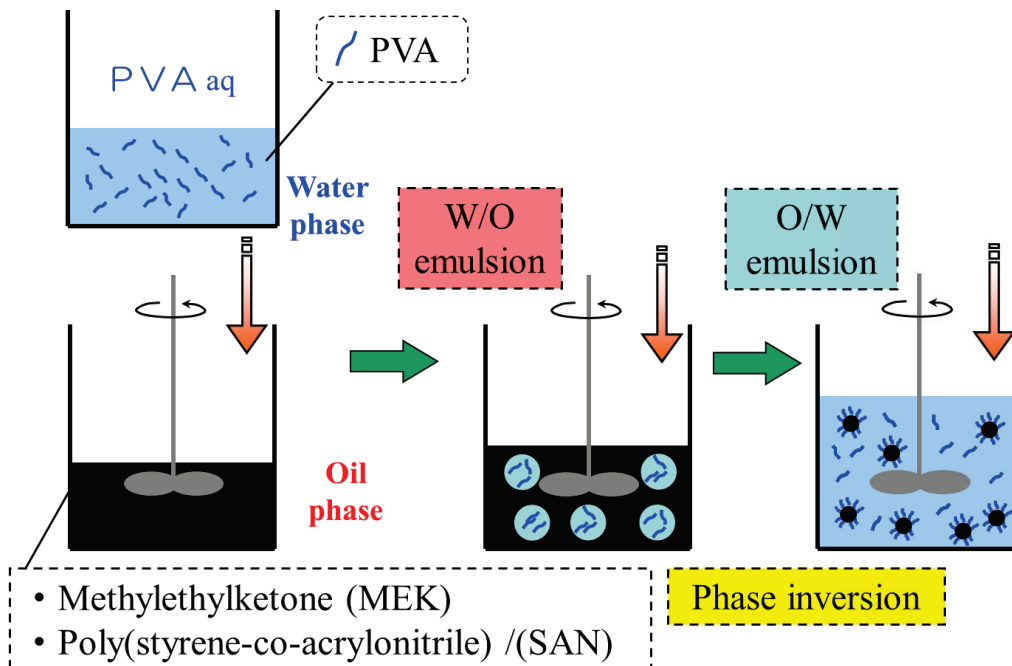 PVA
PVA aq
Water
phase
W/O
emulsion
O/W
emulsion
Oil
phase
• Methylethylketone (MEK)
• Poly(styrene-co-acrylonitrile) /(SAN)
Phase inversion